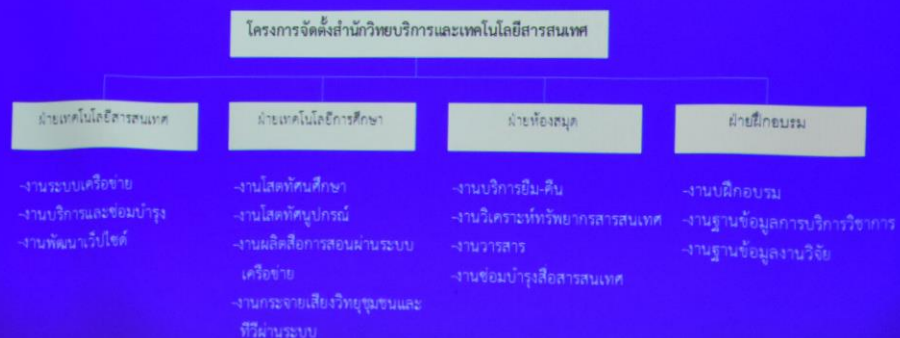 โครงการจัดตั้งสำนักวิทยบริการและเทคโนโลยีสารสนเทศ
ฝ่ายเทคโนโลยีสารสนเทศ
-งานระบบเครือข่าย
-งานบริการและซ่อมบำรุง
-งานพัฒนาเว็ปไซด์
ฝ่ายเทคโนโลยีการศึกษา
-งานโสตทัศนศึกษา
-งานโสตทัศนูปกรณ์
-งานผลิตสื่อการสอนผ่านระบบ
เครือข่าย
-งานกระจายเสียงวิทยุชุมชนและ
ทีวีผ่านระบบ
ฝ่ายห้องสมุด
-งานบริการยืม-คืน
-งานวิเคราะห์ทรัพยากรสารสนเทศ
-งานวารสาร
-งานซ่อมบำรุงสื่อสารสนเทศ
ฝ่ายฝึกอบรม
-งานบฝึกอบรม
-งานฐานข้อมูลการบริการวิชาการ
-งานฐานข้อมูลงานวิจัย